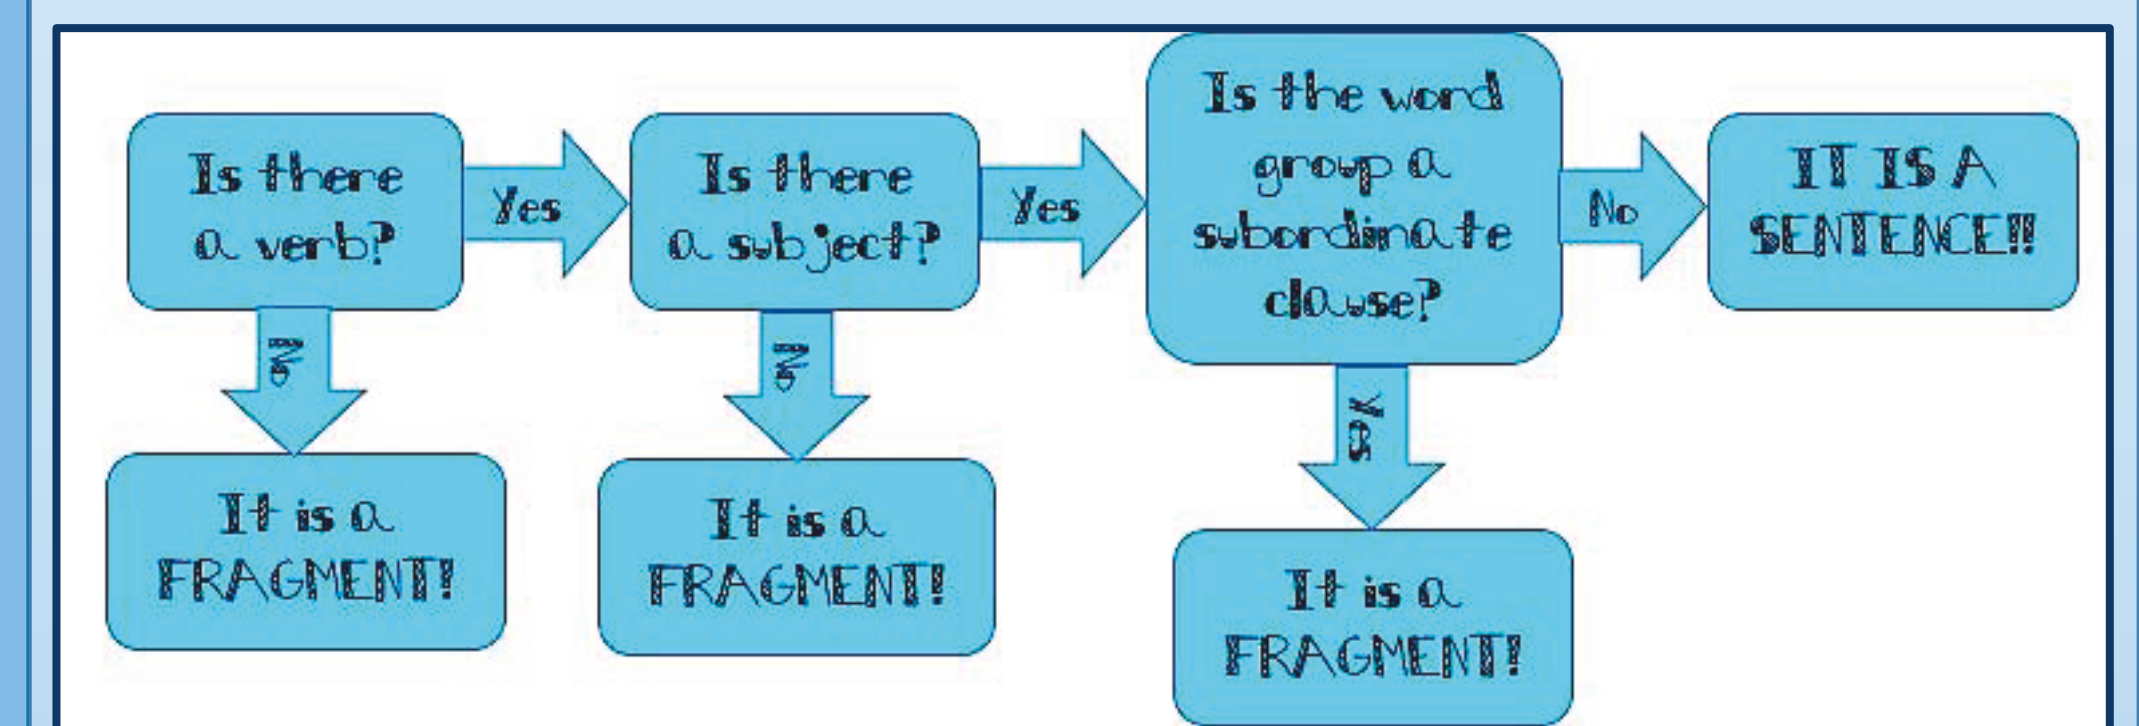 Is there
a verb?
Yes
Is there
a subject?
Yes
Is the word
group a
subordinate
clause?
No
IT IS A
SENTENCE!!
No
It is a
FRAGMENT!
No
It is a
FRAGMENT!
Yes
It is a
FRAGMENT!